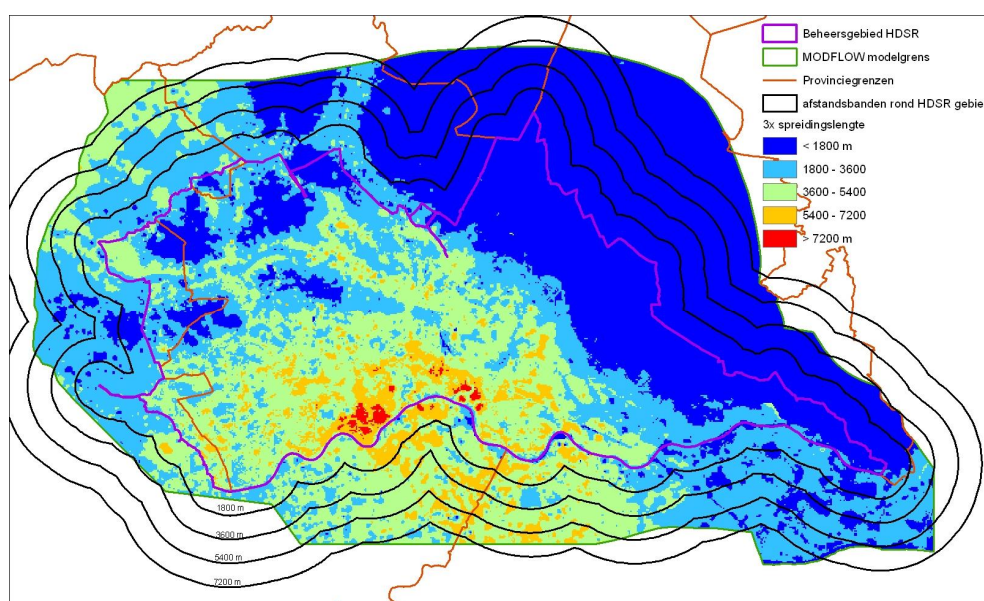 Beheersgebied HDSR
MODFLOW modelgrens
Provinciegrenzen
afstandsbanden rond HDSR gebie
3x spreidingslengte
< 1800 m
1800 - 3600
3600 - 5400
5400 - 7200
> 7200 m
1800 m
3600 m
5400 m
7200 m